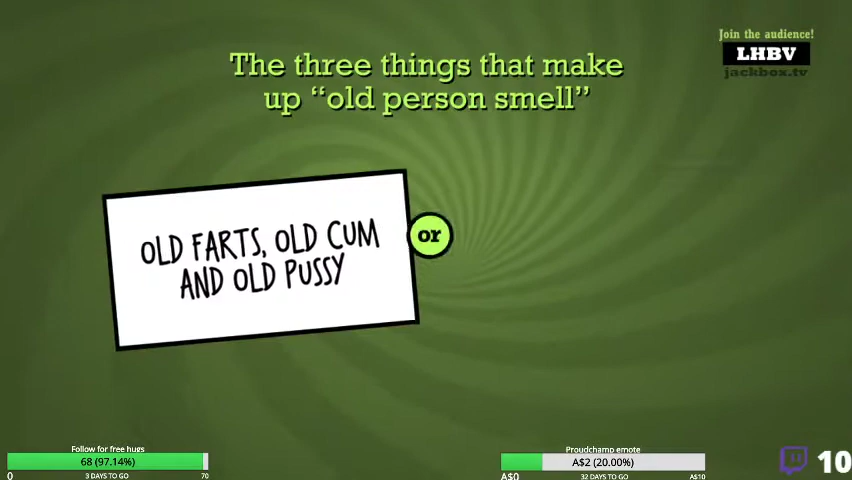 Join the audience!
LHBV
jackbox.tv
The three things that make
up “old person smell”
OLD FARTS, OLD CUM
AND OLD PUSSY
or
Follow for free hugs
68 (97.14%)
0 3 DAYS TO GO 70
Proudchamp emote
A$2 (20.00%)
A$0 32 DAYS TO GO A$10
10